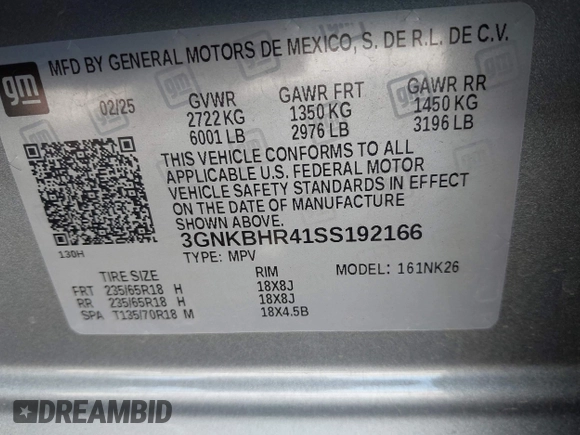 gm
MFD BY GENERAL MOTORS DE MEXICO, S. DE R.L. DE C.V.
02/25 GVWR GAWR FRT GAWR RR
2722 KG 1350 KG 1450 KG
6001 LB 2976 LB 3196 LB
THIS VEHICLE CONFORMS TO ALL
APPLICABLE U.S. FEDERAL MOTOR
VEHICLE SAFETY STANDARDS IN EFFECT
ON THE DATE OF MANUFACTURE
SHOWN ABOVE.
3GNKBHR41SS192166
130H
TYPE: MPV MODEL: 161NK26
TIRE SIZE RIM
FRT 235/65R18 H 18X8J
RR 235/65R18 H 18X8J
SPA T135/70R18 M 18X4.5B
DREAMBID